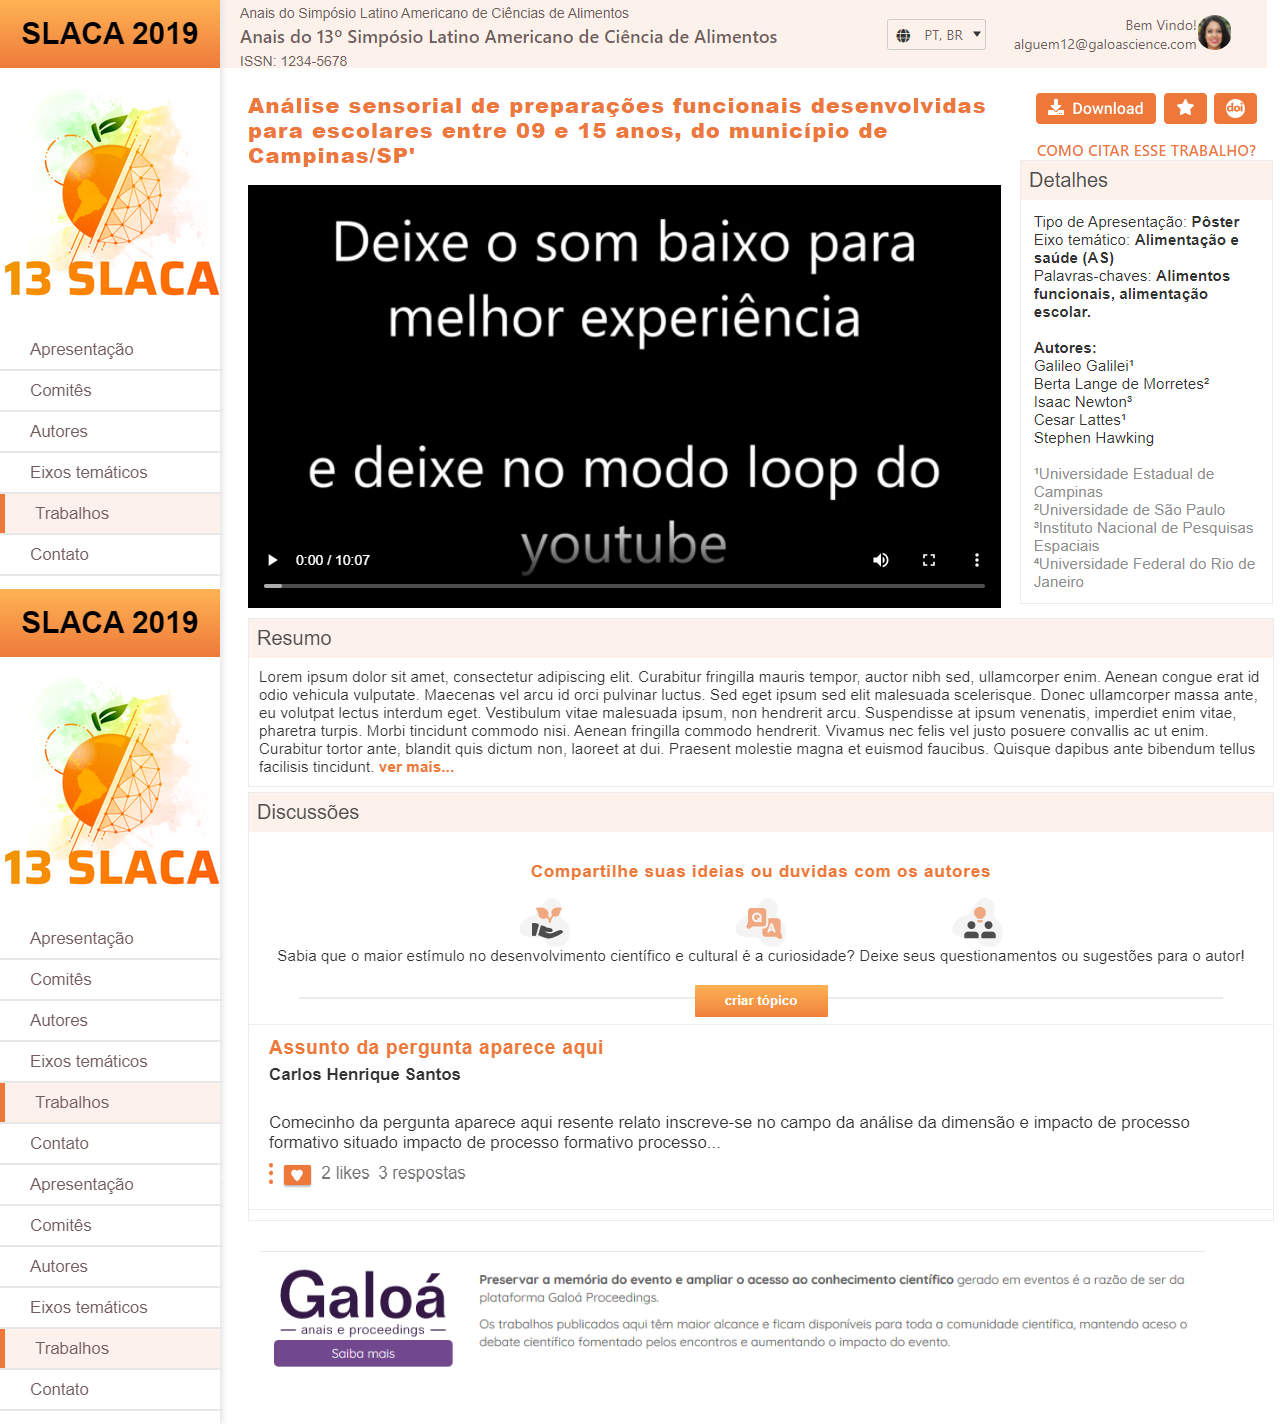 SLACA 2019
13 SLACA
Apresentação
Comitês
Autores
Eixos temáticos
Trabalhos
Contato
SLACA 2019
13 SLACA
Apresentação
Comitês
Autores
Eixos temáticos
Trabalhos
Contato
Apresentação
Comitês
Autores
Eixos temáticos
Trabalhos
Contato
Anais do Simpósio Latino Americano de Ciências de Alimentos
Anais do 13º Simpósio Latino Americano de Ciência de Alimentos
ISSN: 1234-5678
PT, BR
Bem Vindo!
alguem12@galoascience.com
Análise sensorial de preparações funcionais desenvolvidas
para escolares entre 09 e 15 anos, do município de
Campinas/SP'
Deixe o som baixo para
melhor experiência
e deixe no modo loop do
youtube
0:00 / 10:07
Download
doi
COMO CITAR ESSE TRABALHO?
Detalhes
Tipo de Apresentação: Pôster
Eixo temático: Alimentação e
saúde (AS)
Palavras-chaves: Alimentos
funcionais, alimentação
escolar.
Autores:
Galileo Galilei¹
Berta Lange de Morretes²
Isaac Newton³
Cesar Lattes¹
Stephen Hawking
¹Universidade Estadual de
Campinas
²Universidade de São Paulo
³Instituto Nacional de Pesquisas
Espaciais
⁴Universidade Federal do Rio de
Janeiro
Resumo
Lorem ipsum dolor sit amet, consectetur adipiscing elit. Curabitur fringilla mauris tempor, auctor nibh sed, ullamcorper enim. Aenean congue erat id
odio vehicula vulputate. Maecenas vel arcu id orci pulvinar luctus. Sed eget ipsum sed elit malesuada scelerisque. Donec ullamcorper massa ante,
eu volutpat lectus interdum eget. Vestibulum vitae malesuada ipsum, non hendrerit arcu. Suspendisse at ipsum venenatis, imperdiet enim vitae,
pharetra turpis. Morbi tincidunt commodo nisi. Aenean fringilla commodo hendrerit. Vivamus nec felis vel justo posuere convallis ac ut enim.
Curabitur tortor ante, blandit quis dictum non, laoreet at dui. Praesent molestie magna et euismod faucibus. Quisque dapibus ante bibendum tellus
facilisis tincidunt. ver mais...
Discussões
Compartilhe suas ideias ou duvidas com os autores
Q A
Sabia que o maior estímulo no desenvolvimento científico e cultural é a curiosidade? Deixe seus questionamentos ou sugestões para o autor!
criar tópico
Assunto da pergunta aparece aqui
Carlos Henrique Santos
Comecinho da pergunta aparece aqui resente relato inscreve-se no campo da análise da dimensão e impacto de processo
formativo situado impacto de processo formativo processo...
2 likes 3 respostas
Galoá
anais e proceedings
Saiba mais
Preservar a memória do evento e ampliar o acesso ao conhecimento científico gerado em eventos é a razão de ser da
plataforma Galoá Proceedings.
Os trabalhos publicados aqui têm maior alcance e ficam disponíveis para toda a comunidade científica, mantendo aceso o
debate científico fomentado pelos encontros e aumentando o impacto do evento.